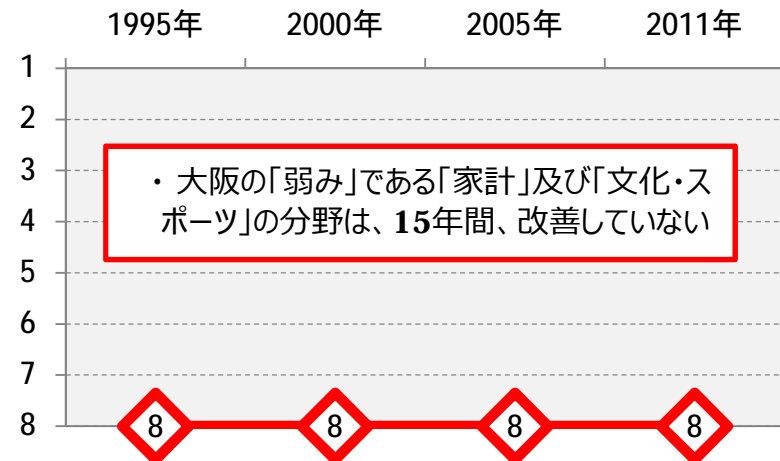 1995年 2000年 2005年 2011年
1
2
3
・ 大阪の「弱み」である「家計」及び「文化・ス
ポーツ」の分野は、15年間、改善していない
4
5
6
7
8
8 8 8 8